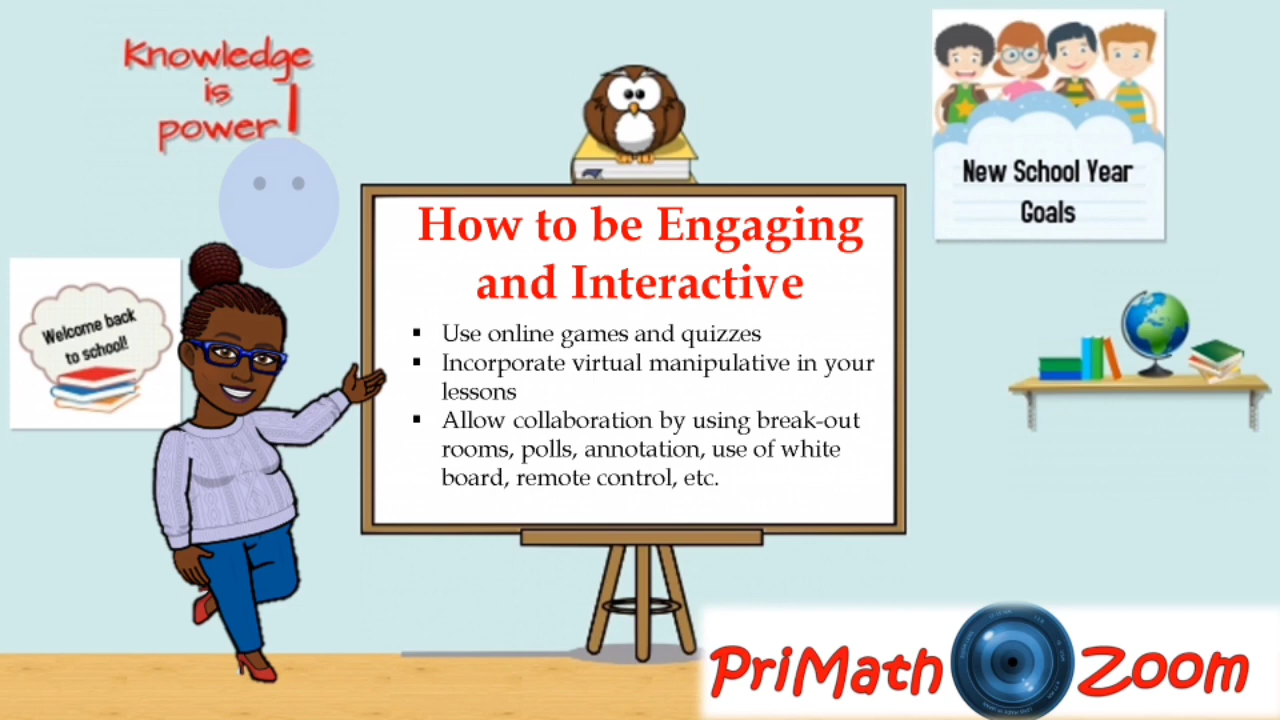 Knowledge
is
power!
New School Year
Goals
Welcome back
to school!
How to be Engaging
and Interactive
▪ Use online games and quizzes
▪ Incorporate virtual manipulative in your
lessons
▪ Allow collaboration by using break-out
rooms, polls, annotation, use of white
board, remote control, etc.
PriMath Zoom